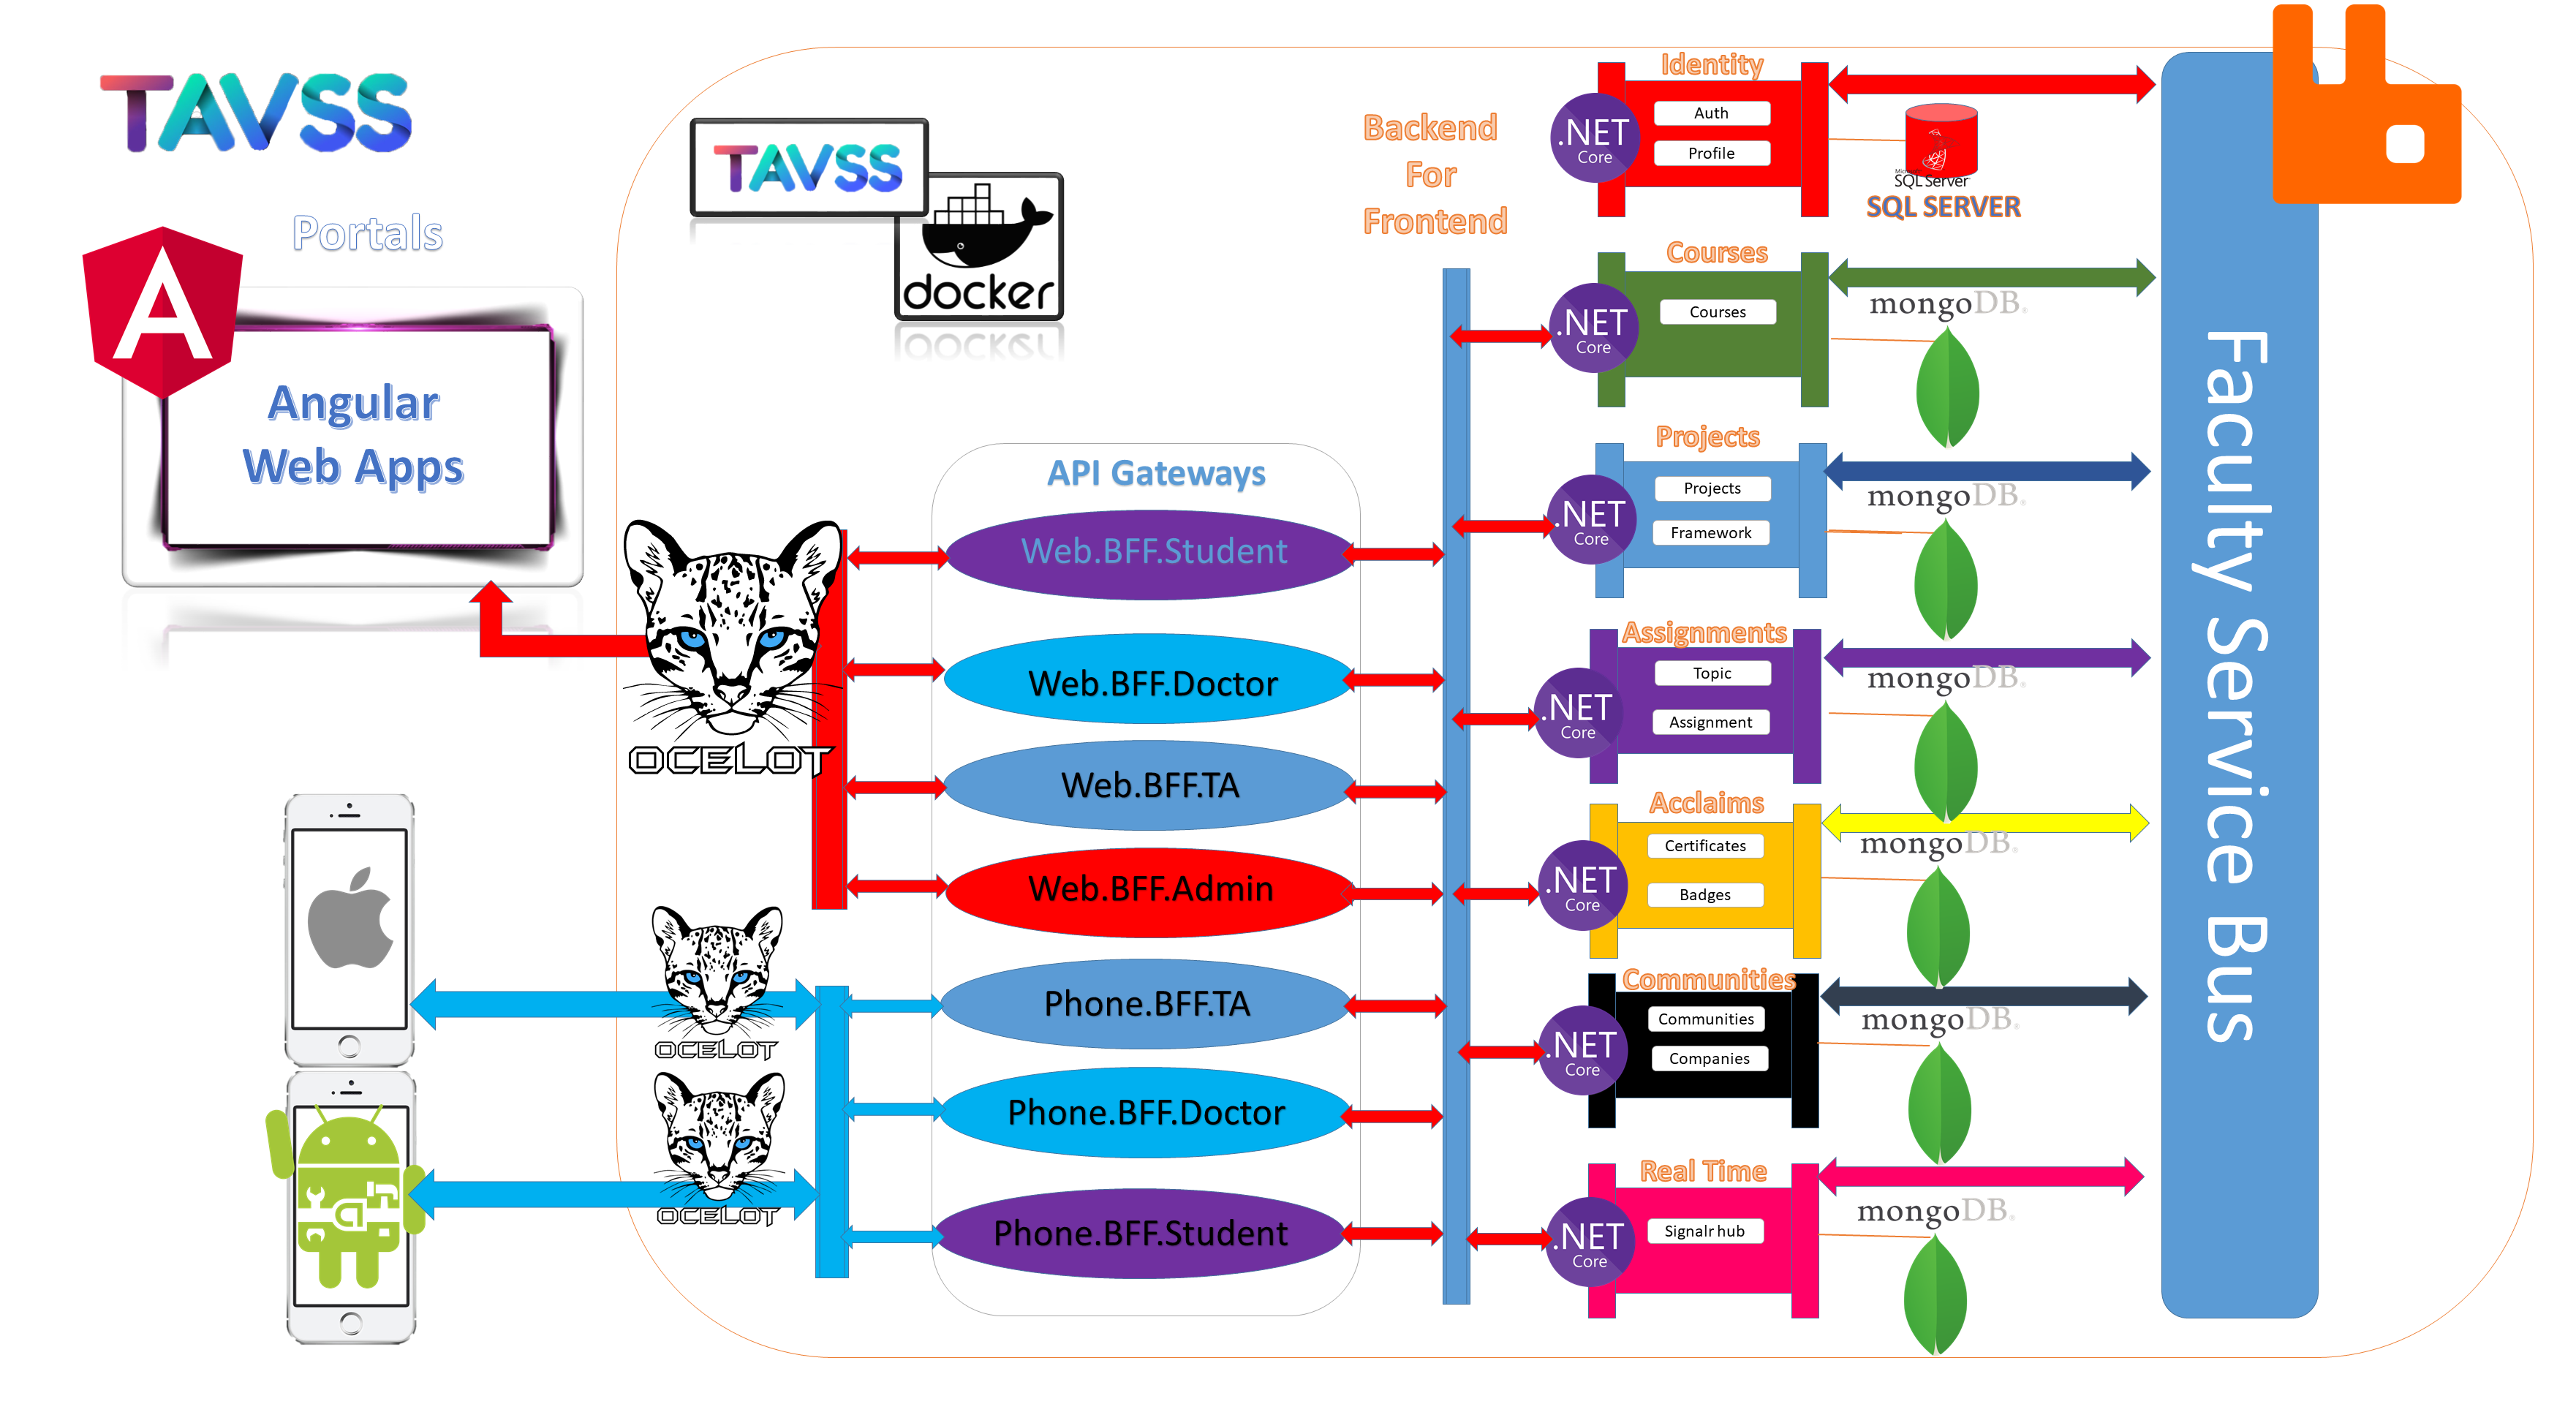 TAVSS
Portals
Angular
Web Apps
TAVSS
docker
Backend
For
Frontend
API Gateways
OCELOT
Web.BFF.Student
Web.BFF.Doctor
Web.BFF.TA
Web.BFF.Admin
OCELOT
Phone.BFF.TA
OCELOT
Phone.BFF.Doctor
Phone.BFF.Student
Identity
.NET
Core
Auth
Profile
Microsoft
SQL Server
SQL SERVER
Courses
.NET
Core
Courses
mongoDB.
Projects
.NET
Core
Projects
Framework
mongoDB.
Assignments
.NET
Core
Topic
Assignment
mongoDB.
Acclaims
.NET
Core
Certificates
Badges
mongoDB.
Communities
.NET
Core
Communities
Companies
mongoDB.
Real Time
.NET
Core
Signalr hub
mongoDB.
Faculty Service Bus